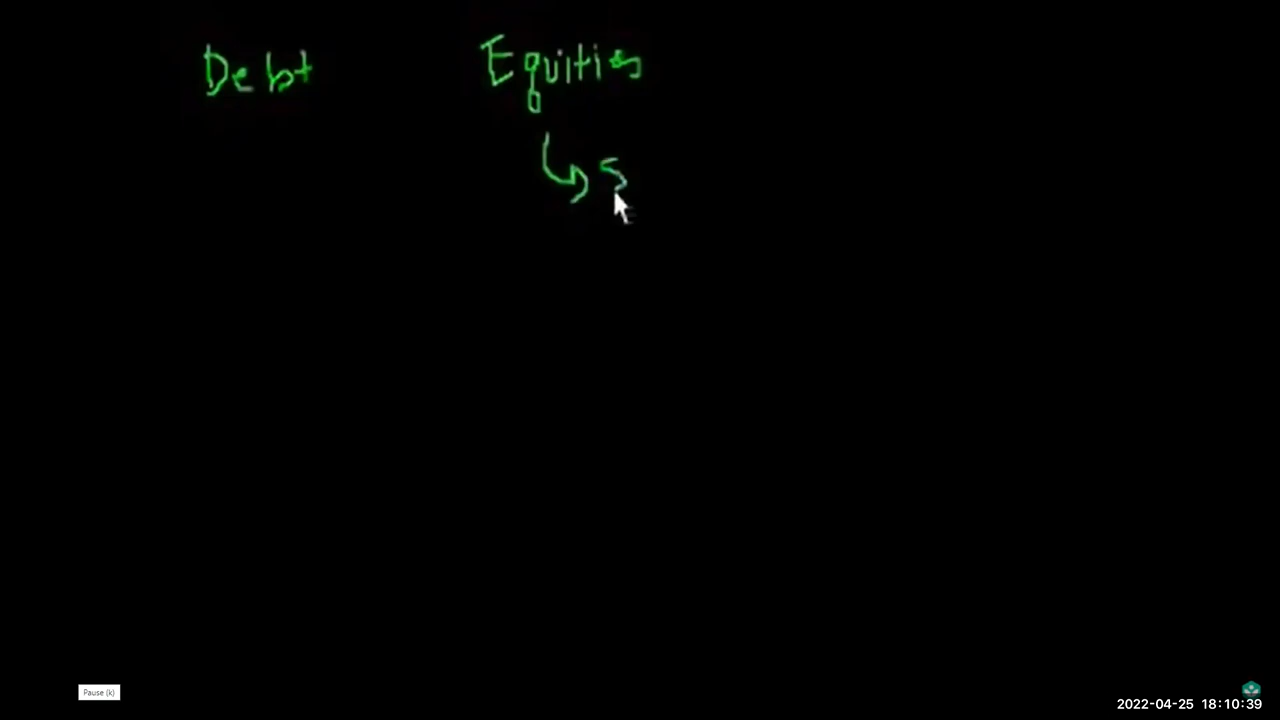 Debt Equities
↳ S
Pause (k)
2022-04-25 18:10:39